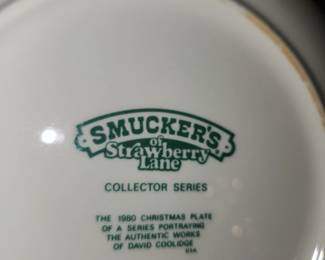 SMUCKER'S
of
Strawberry
Lane
COLLECTOR SERIES
THE 1980 CHRISTMAS PLATE
OF A SERIES PORTRAYING
THE AUTHENTIC WORKS
OF DAVID COOLIDGE
USA